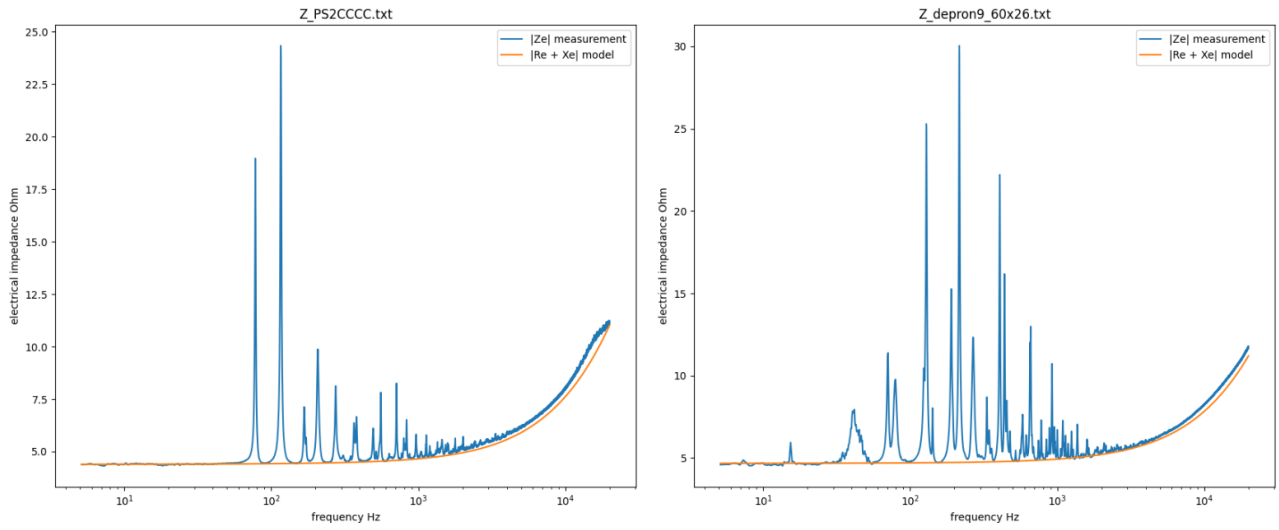 Z_PS2CCCC.txt
25.0
22.5
20.0
17.5
15.0
12.5
10.0
7.5
5.0
electrical impedance Ohm
|Ze| measurement
|Re + Xe| model
10¹
10²
10³
10⁴
frequency Hz
Z_depron9_60x26.txt
30
25
20
15
10
5
electrical impedance Ohm
|Ze| measurement
|Re + Xe| model
10¹
10²
10³
10⁴
frequency Hz